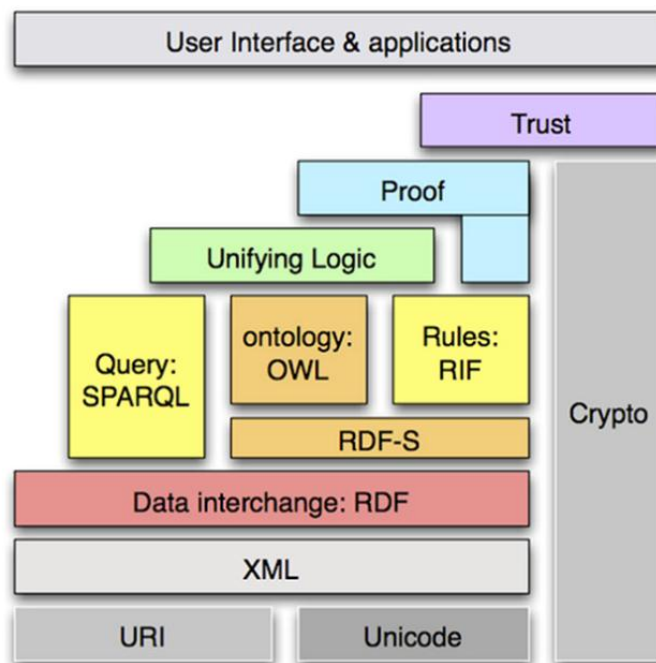 User Interface & applications
Trust
Proof
Unifying Logic
Query:
SPARQL
ontology:
OWL
Rules:
RIF
Crypto
RDF-S
Data interchange: RDF
XML
URI
Unicode